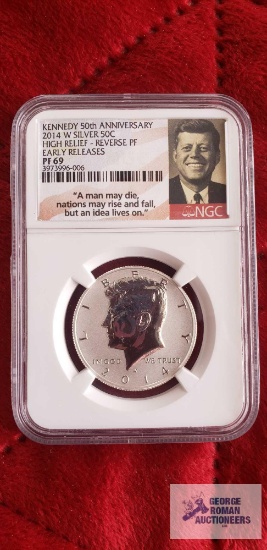 KENNEDY 50th ANNIVERSARY
2014 W SILVER 50C
HIGH RELIEF - REVERSE PF
EARLY RELEASES
PF 69
3973996-006
"A man may die,
nations may rise and fall,
but an idea lives on."
NGC
LIBERTY
IN GOD WE TRUST
2014
GEORGE
ROMAN
AUCTIONEERS